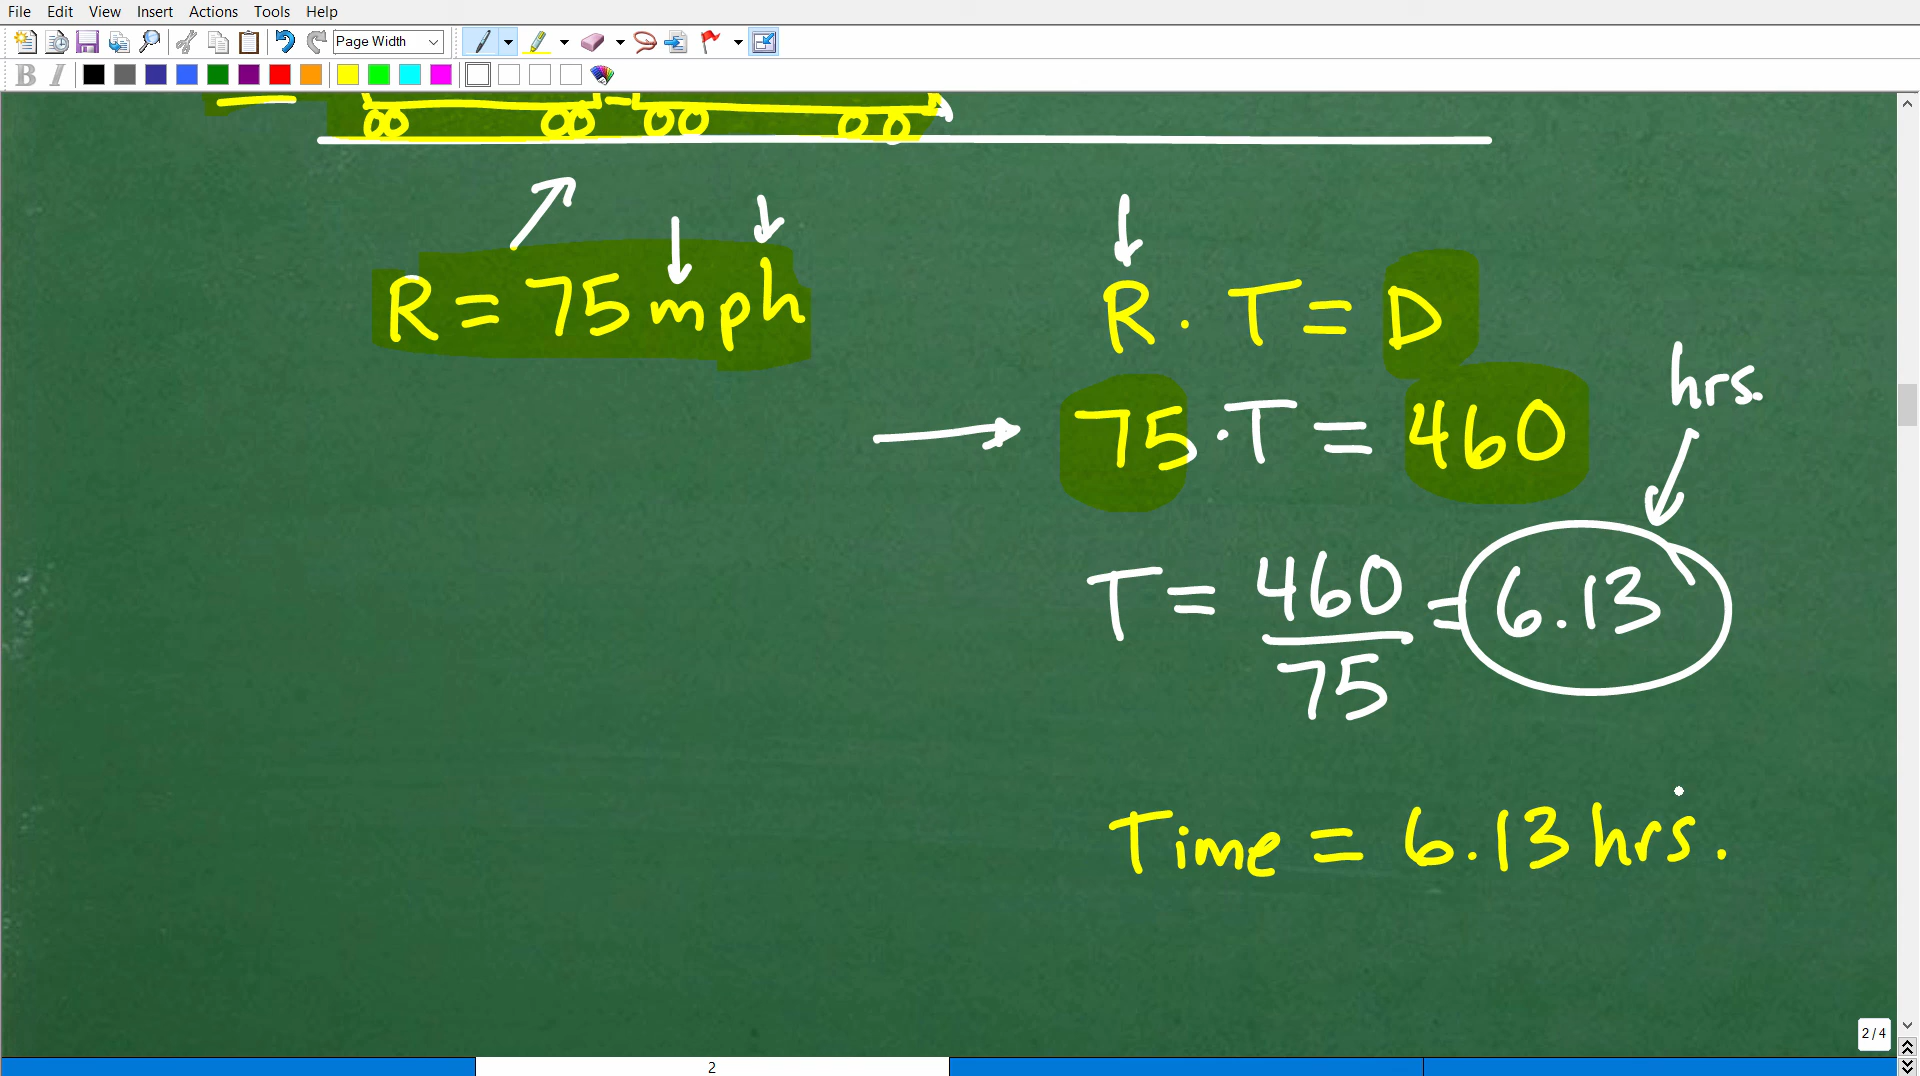 File Edit View Insert Actions Tools Help
Page Width
B I
R = 75 mph
R · T = D
hrs.
75 · T = 460
T = 460/75 = 6.13
Time = 6.13 hrs.
2 / 4
2